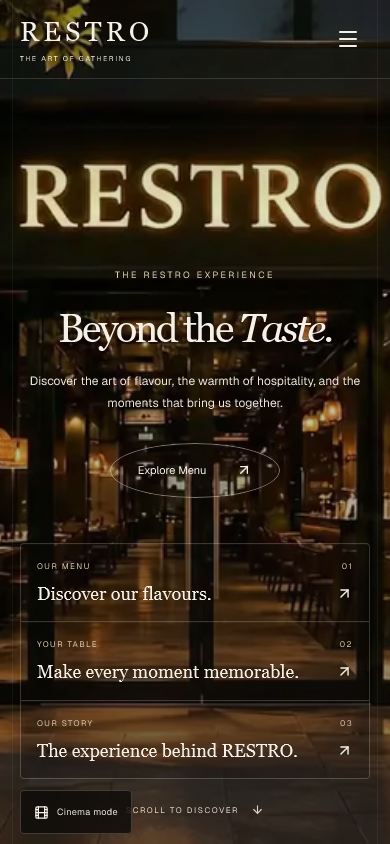 RESTRO
THE ART OF GATHERING
RESTRO
THE RESTRO EXPERIENCE
Beyond the Taste.
Discover the art of flavour, the warmth of hospitality, and the
moments that bring us together.
Explore Menu
OUR MENU 01
Discover our flavours.
YOUR TABLE 02
Make every moment memorable.
OUR STORY 03
The experience behind RESTRO.
Cinema mode SCROLL TO DISCOVER